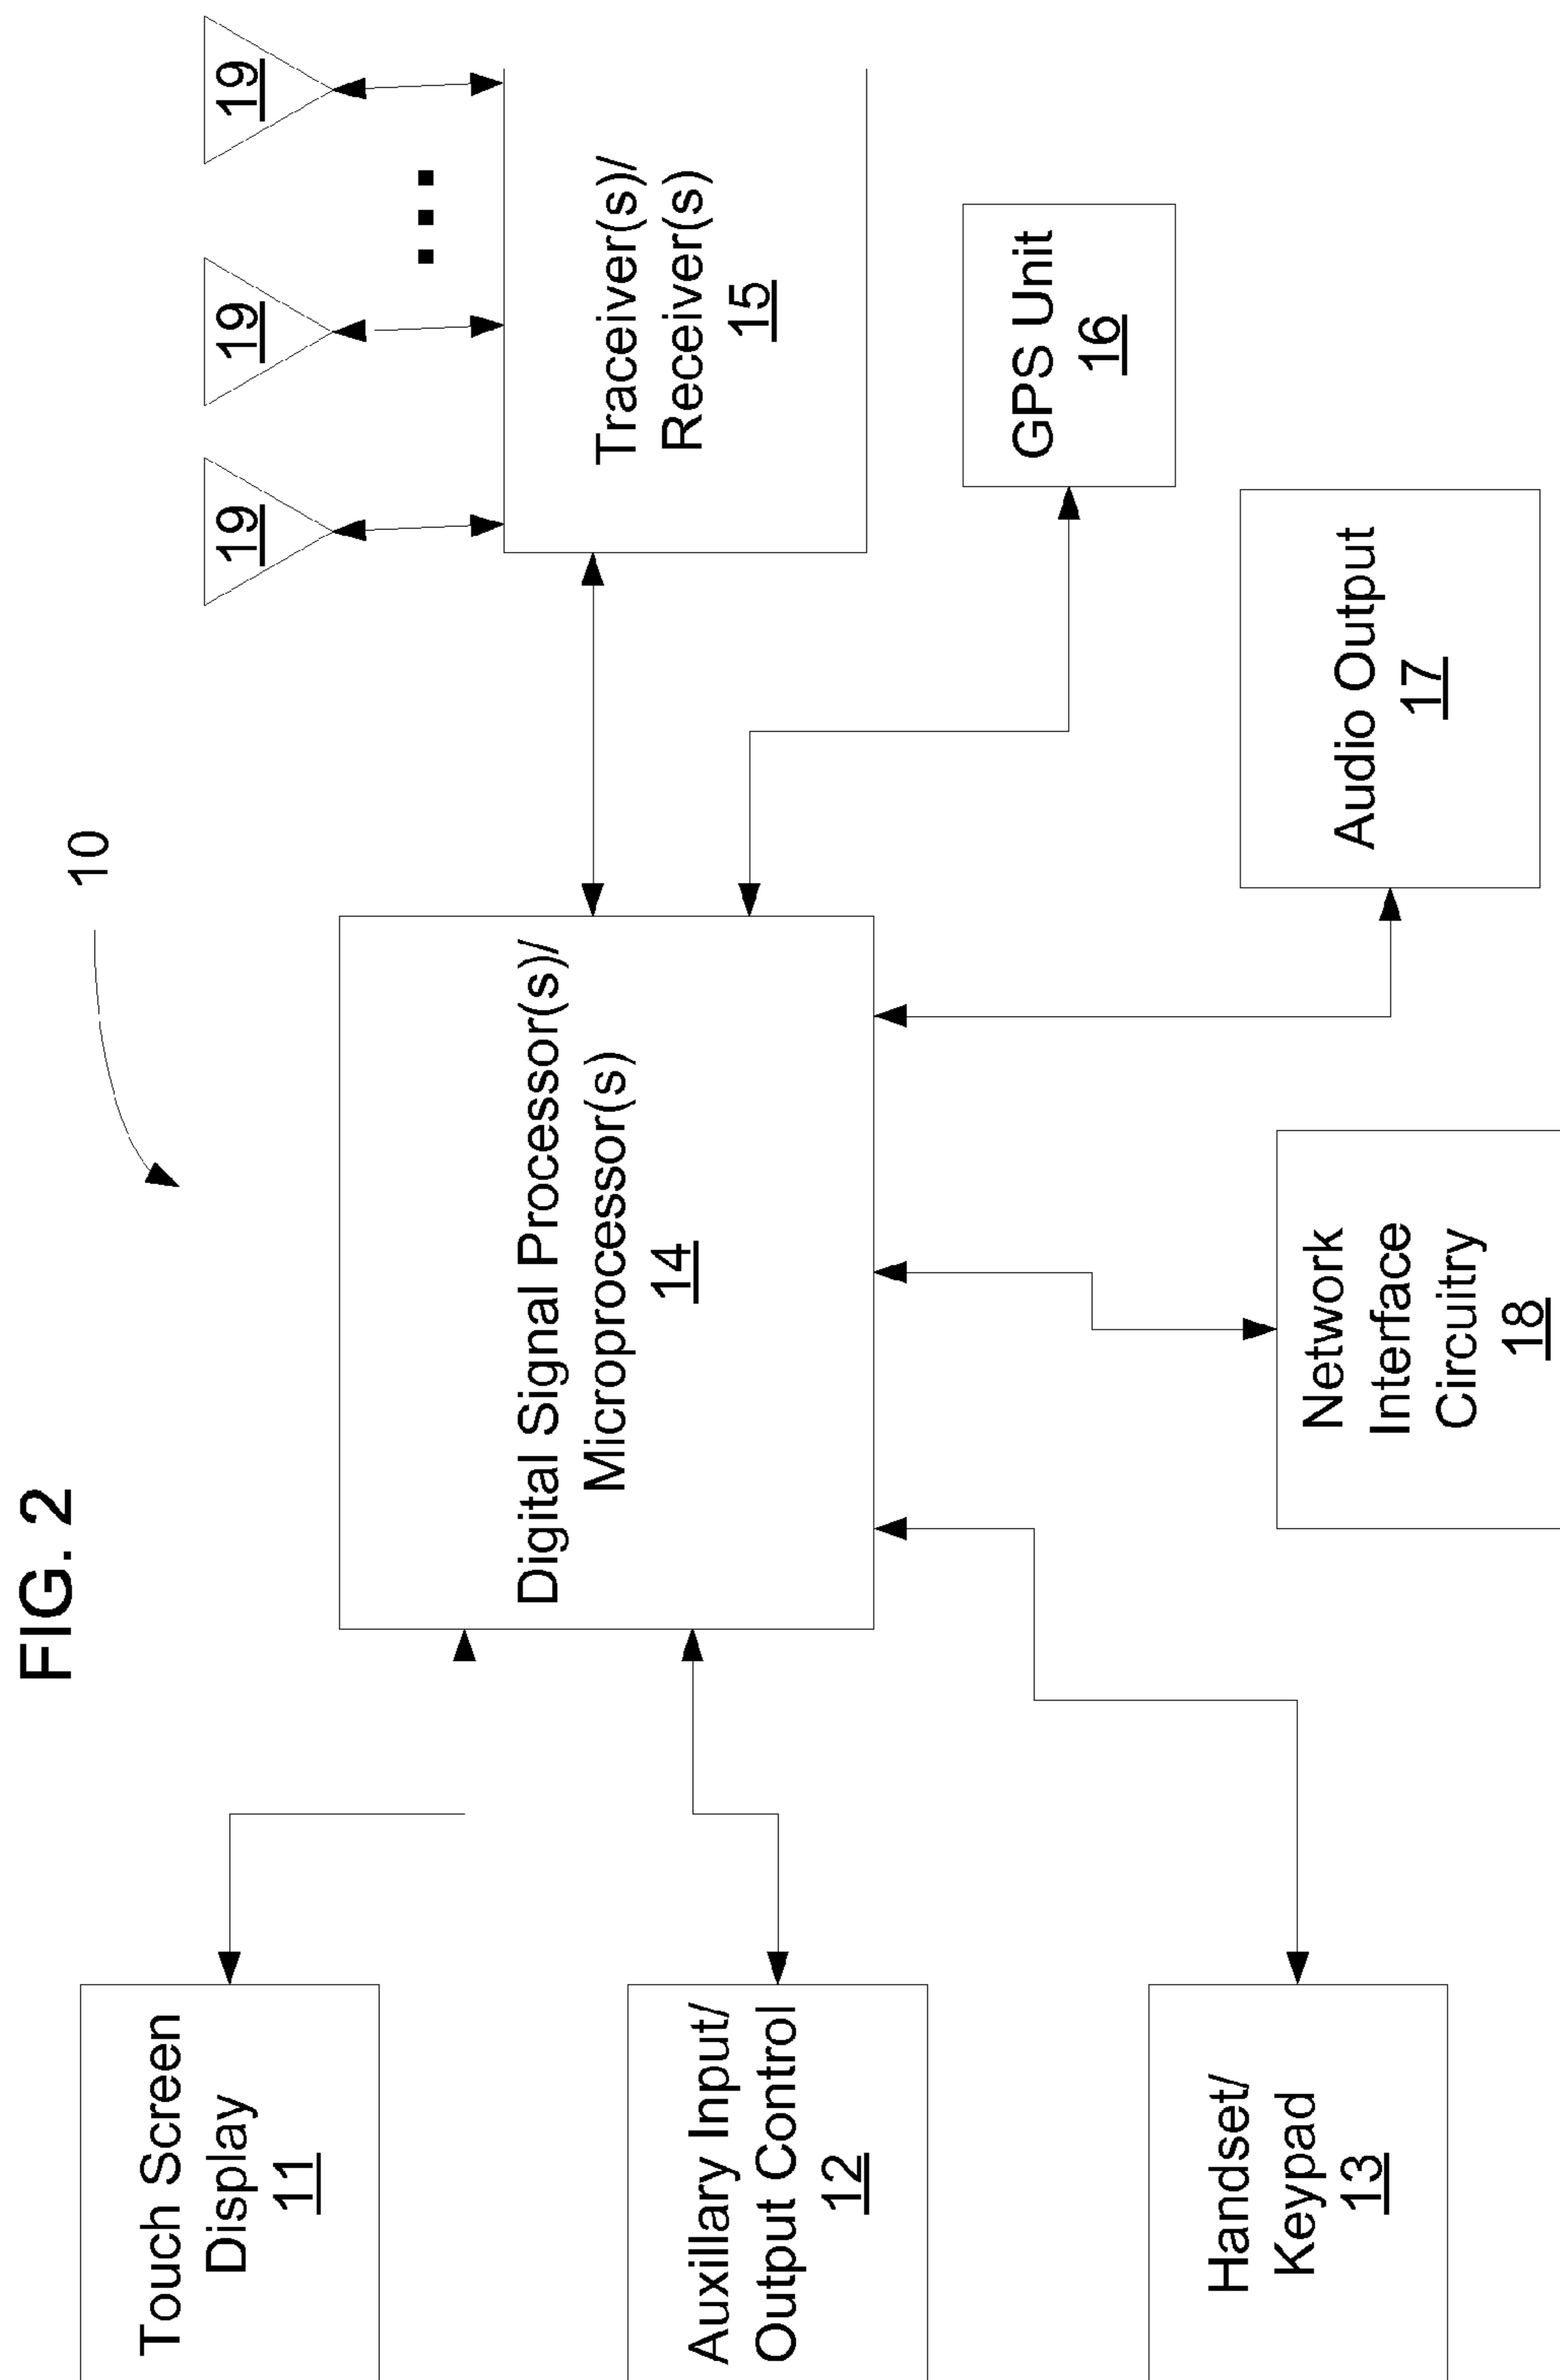 FIG. 2
10
Touch Screen
Display
11
Auxillary Input/
Output Control
12
Handset/
Keypad
13
Digital Signal Processor(s)/
Microprocessor(s)
14
Network
Interface
Circuitry
18
19
19
19
Traceiver(s)/
Receiver(s)
15
GPS Unit
16
Audio Output
17